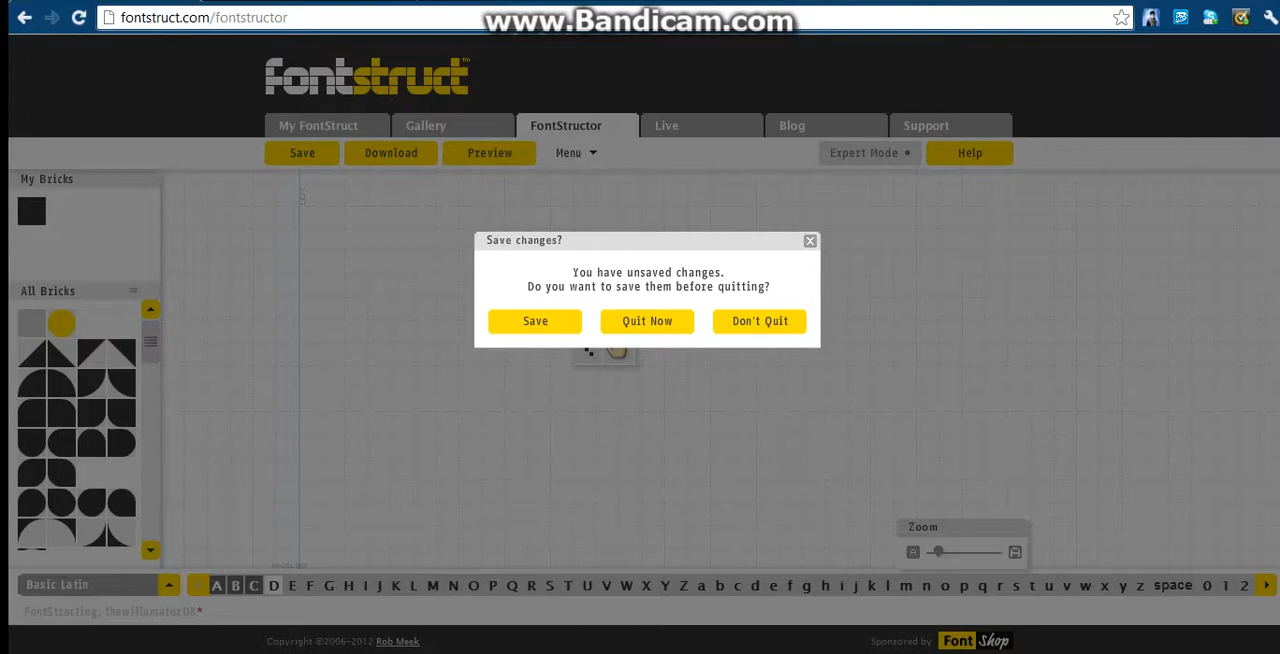 fontstruct.com/fontstructor
www.Bandicam.com
fontstruct™
My FontStruct
Gallery
FontStructor
Live
Blog
Support
Save
Download
Preview
Menu
Expert Mode
Help
My Bricks
Save changes?
You have unsaved changes.
Do you want to save them before quitting?
Save
Quit Now
Don't Quit
All Bricks
Zoom
Basic Latin
A B C D E F G H I J K L M N O P Q R S T U V W X Y Z a b c d e f g h i j k l m n o p q r s t u v w x y z space 0 1 2
FontStructing: thewillamatorUK*
Copyright ©2006-2012 Rob Meek
Sponsored by Font Shop